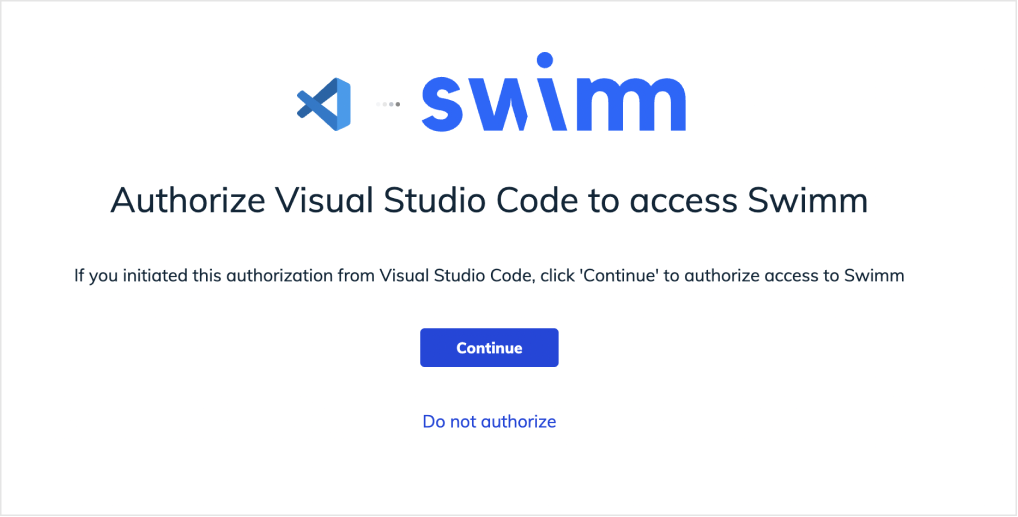 swimm
Authorize Visual Studio Code to access Swimm
If you initiated this authorization from Visual Studio Code, click 'Continue' to authorize access to Swimm
Continue
Do not authorize